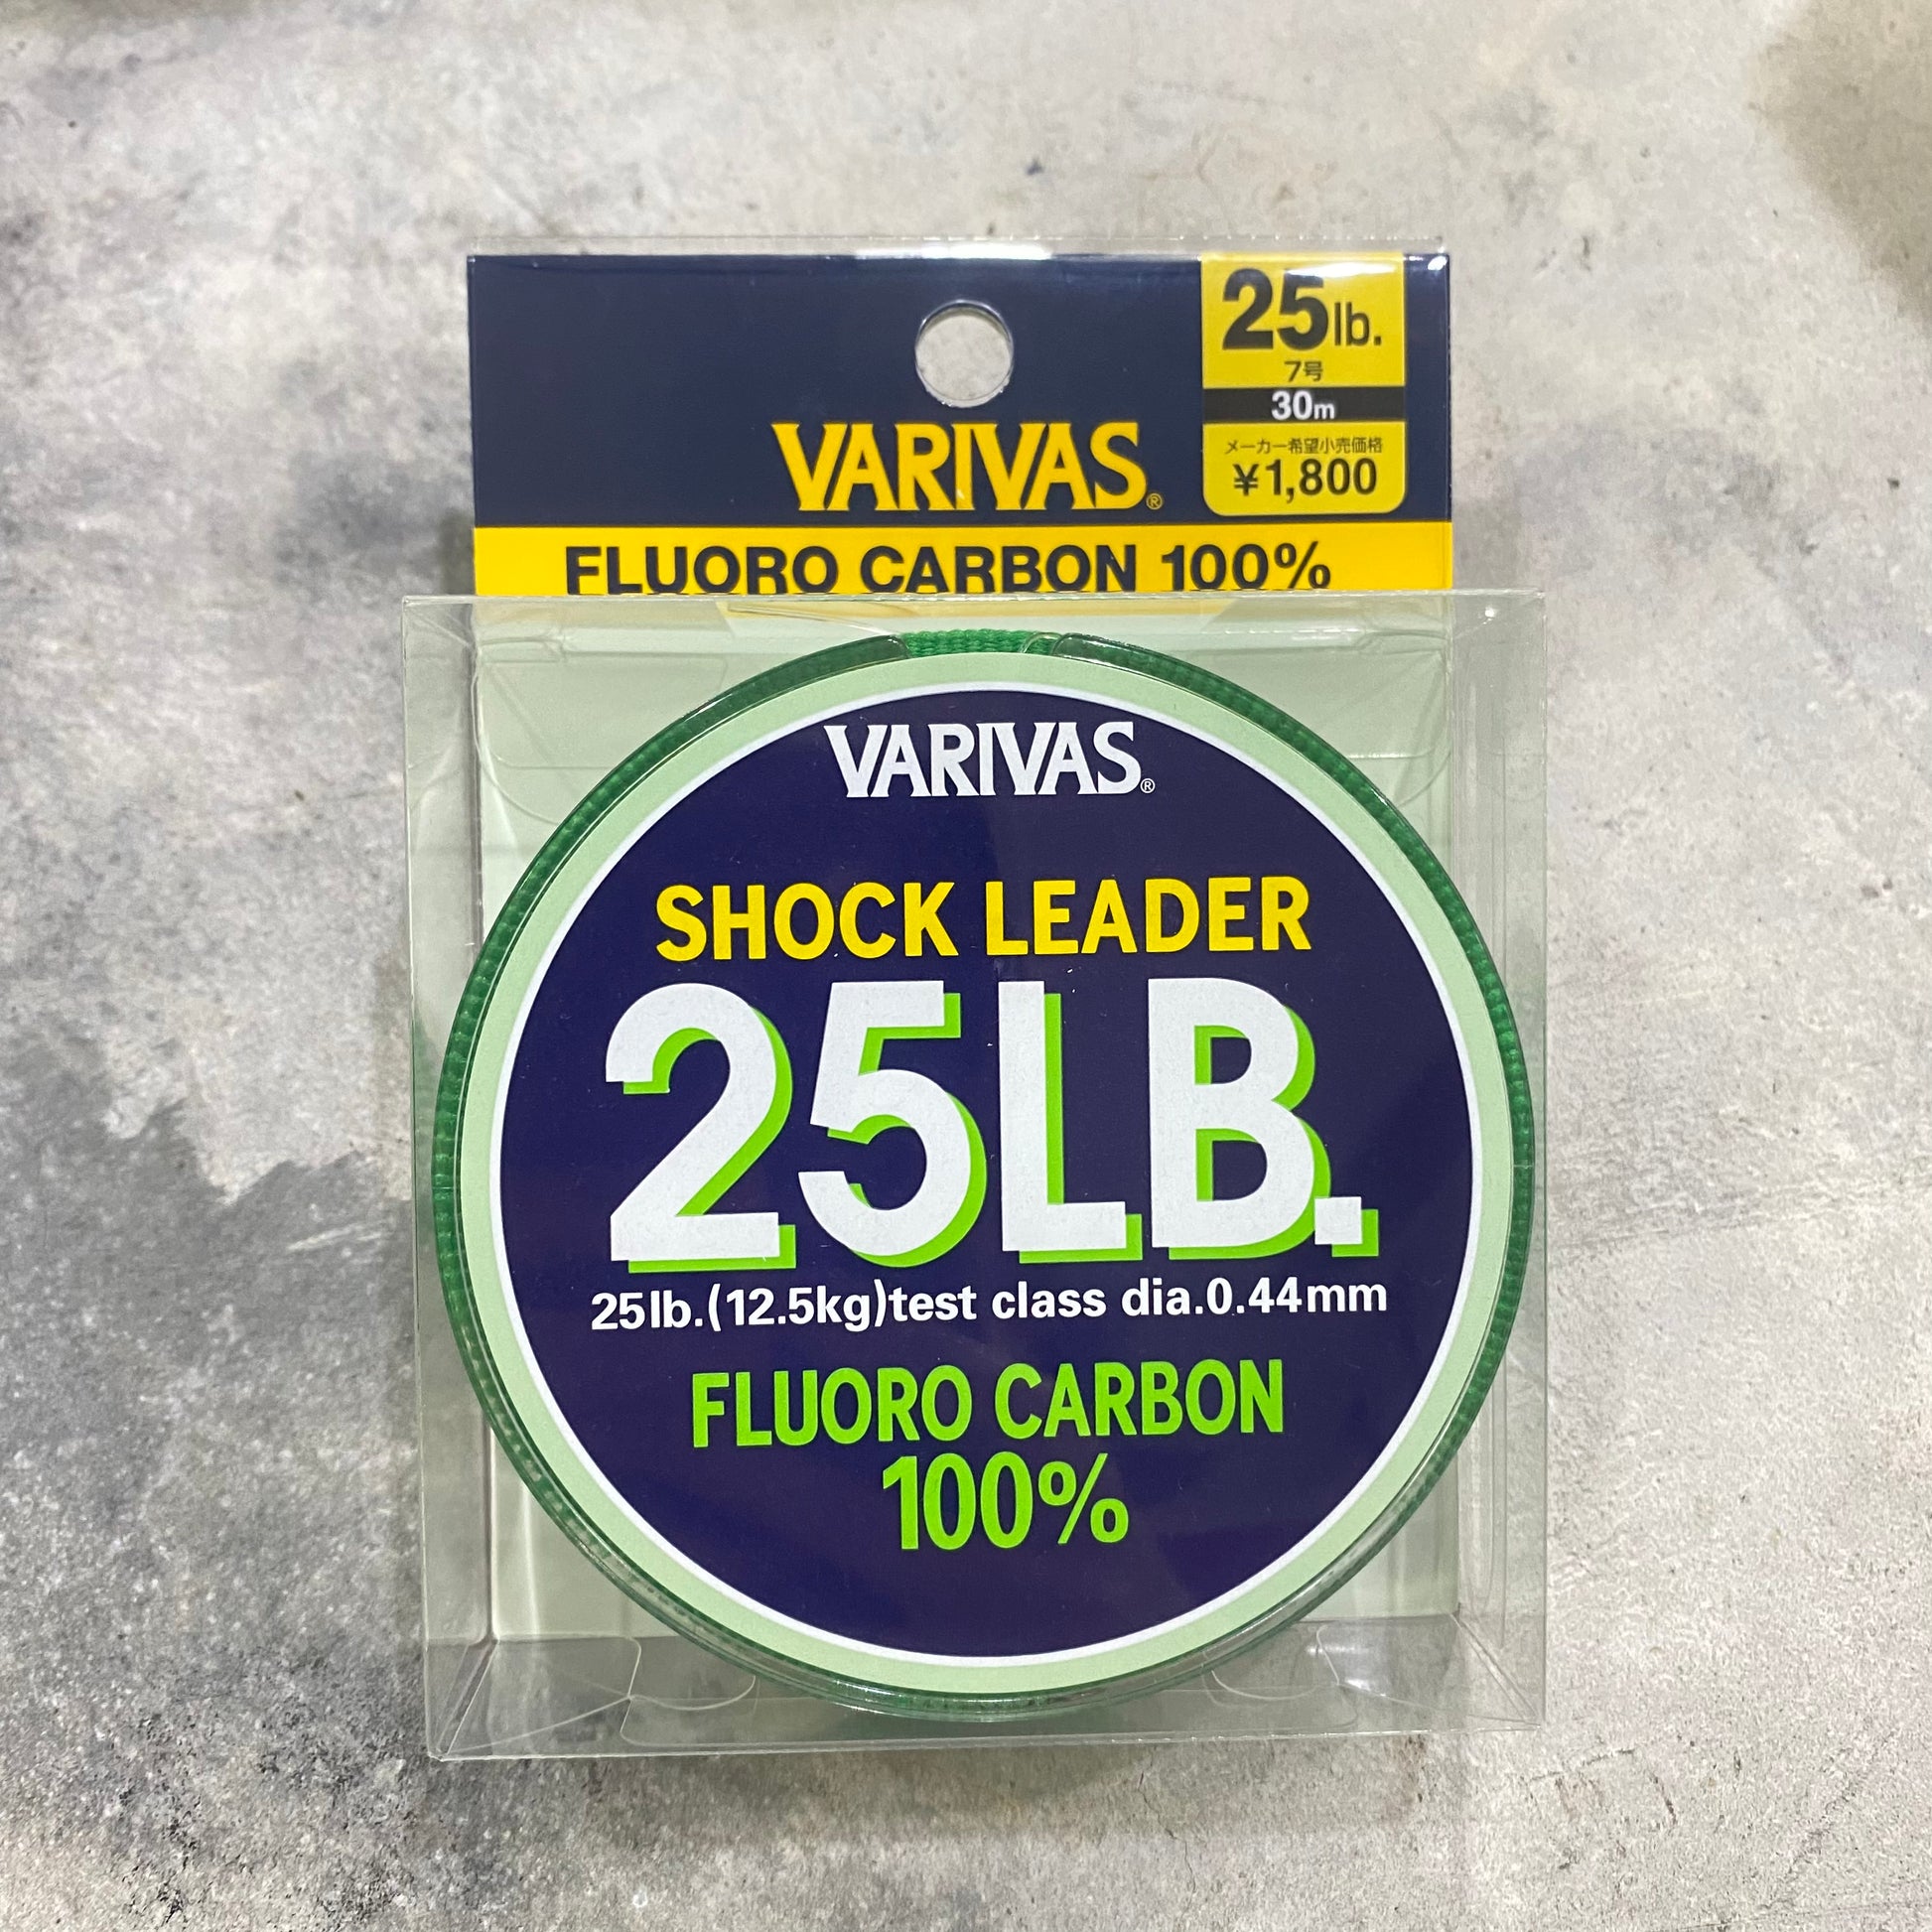 25lb.
7号
30m
メーカー希望小売価格
¥1,800
VARIVAS®
FLUORO CARBON 100%
VARIVAS®
SHOCK LEADER
25LB.
25lb.(12.5kg)test class dia.0.44mm
FLUORO CARBON
100%